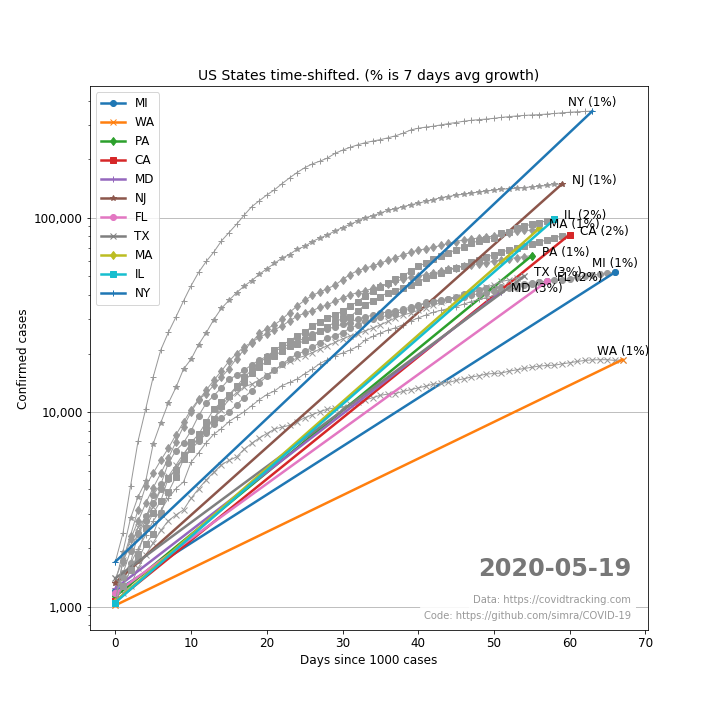 US States time-shifted. (% is 7 days avg growth)
MI
WA
PA
CA
MD
NJ
FL
TX
MA
IL
NY
NY (1%)
NJ (1%)
IL (2%)
MA (1%)
CA (2%)
PA (1%)
MI (1%)
TX (3%)
FL (2%)
MD (3%)
WA (1%)
100,000
10,000
1,000
Confirmed cases
2020-05-19
Data: https://covidtracking.com
Code: https://github.com/simra/COVID-19
0 10 20 30 40 50 60 70
Days since 1000 cases